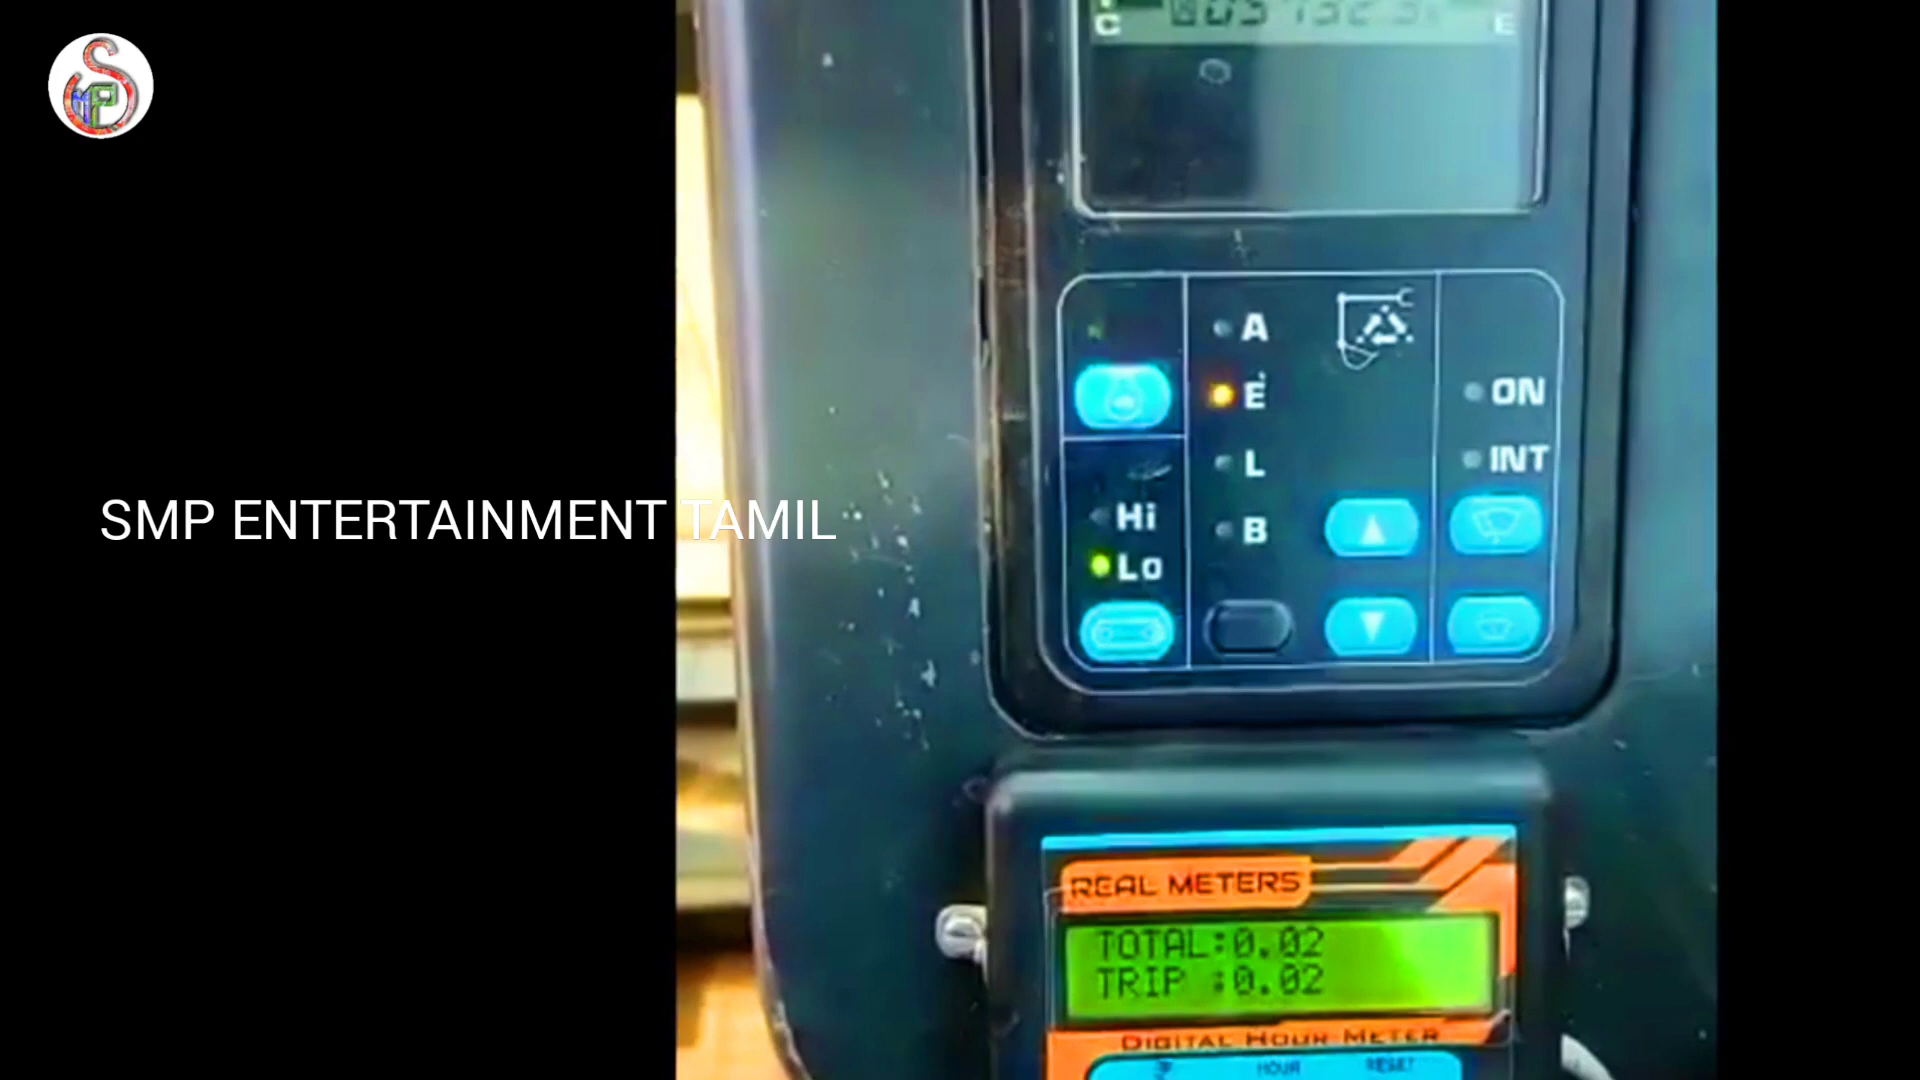 C E
A
E
ON
L
INT
Hi
B
Lo
SMP ENTERTAINMENT TAMIL
REAL METERS
TOTAL:0.02
TRIP :0.02
DIGITAL HOUR METER
HOUR RESET